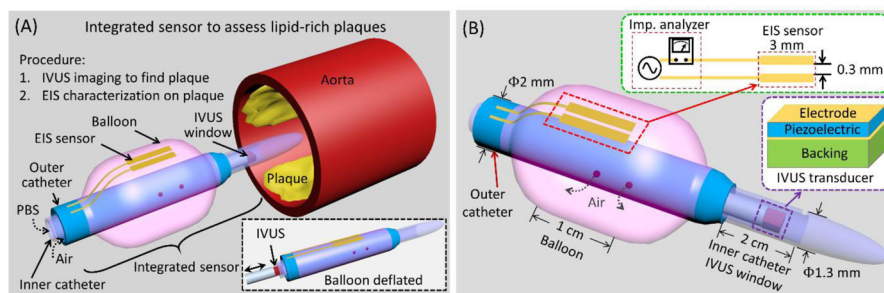 (A)
Integrated sensor to assess lipid-rich plaques
Procedure:
1. IVUS imaging to find plaque
2. EIS characterization on plaque
Aorta
Balloon
EIS sensor
IVUS
window
Outer
catheter
Plaque
PBS
Air
Inner catheter
Integrated sensor
IVUS
Balloon deflated
(B)
Imp. analyzer
EIS sensor
3 mm
0.3 mm
Φ2 mm
Electrode
Piezoelectric
Backing
IVUS transducer
Outer
catheter
Air
1 cm
Balloon
2 cm
Inner catheter
IVUS window
Φ1.3 mm